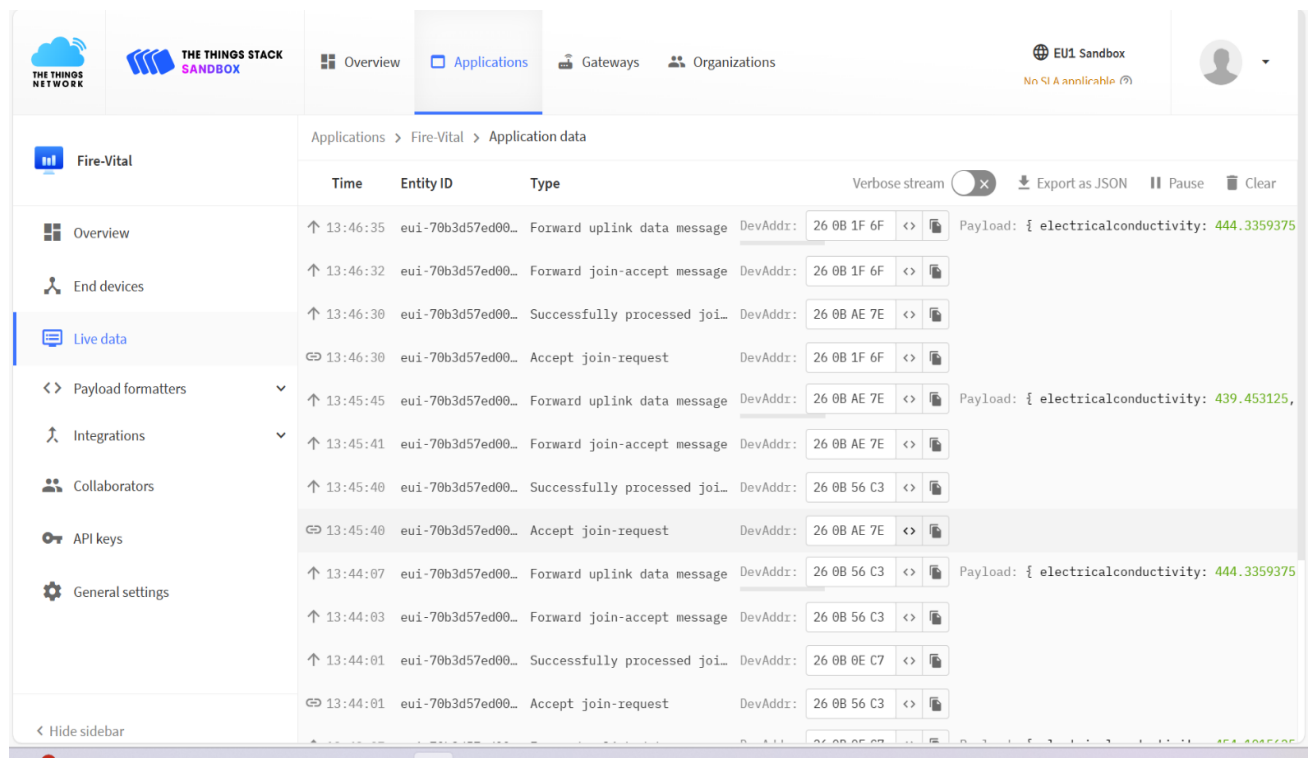 THE THINGS NETWORK
THE THINGS STACK SANDBOX
Overview
Applications
Gateways
Organizations
EU1 Sandbox
No SLA applicable
Fire-Vital
Overview
End devices
Live data
Payload formatters
Integrations
Collaborators
API keys
General settings
< Hide sidebar
Applications > Fire-Vital > Application data
Time Entity ID Type Verbose stream Export as JSON Pause Clear
13:46:35 eui-70b3d57ed00… Forward uplink data message DevAddr: 26 0B 1F 6F <> Payload: { electricalconductivity: 444.3359375
13:46:32 eui-70b3d57ed00… Forward join-accept message DevAddr: 26 0B 1F 6F <>
13:46:30 eui-70b3d57ed00… Successfully processed joi… DevAddr: 26 0B AE 7E <>
13:46:30 eui-70b3d57ed00… Accept join-request DevAddr: 26 0B 1F 6F <>
13:45:45 eui-70b3d57ed00… Forward uplink data message DevAddr: 26 0B AE 7E <> Payload: { electricalconductivity: 439.453125,
13:45:41 eui-70b3d57ed00… Forward join-accept message DevAddr: 26 0B AE 7E <>
13:45:40 eui-70b3d57ed00… Successfully processed joi… DevAddr: 26 0B 56 C3 <>
13:45:40 eui-70b3d57ed00… Accept join-request DevAddr: 26 0B AE 7E <>
13:44:07 eui-70b3d57ed00… Forward uplink data message DevAddr: 26 0B 56 C3 <> Payload: { electricalconductivity: 444.3359375
13:44:03 eui-70b3d57ed00… Forward join-accept message DevAddr: 26 0B 56 C3 <>
13:44:01 eui-70b3d57ed00… Successfully processed joi… DevAddr: 26 0B 0E C7 <>
13:44:01 eui-70b3d57ed00… Accept join-request DevAddr: 26 0B 56 C3 <>